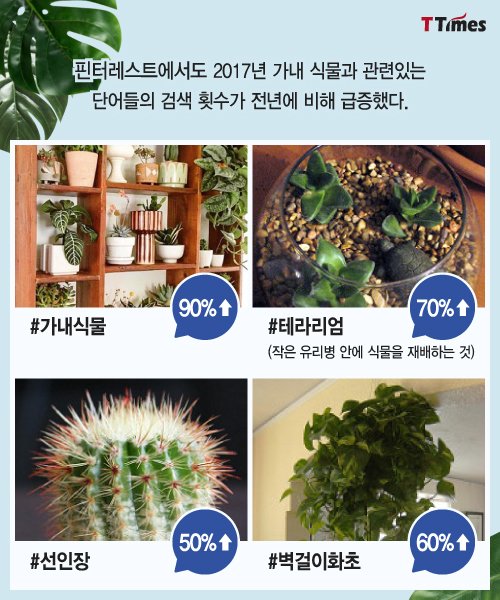 TTimes
핀터레스트에서도 2017년 가내 식물과 관련있는
단어들의 검색 횟수가 전년에 비해 급증했다.
90%⬆
#가내식물
70%⬆
#테라리엄
(작은 유리병 안에 식물을 재배하는 것)
50%⬆
#선인장
60%⬆
#벽걸이화초